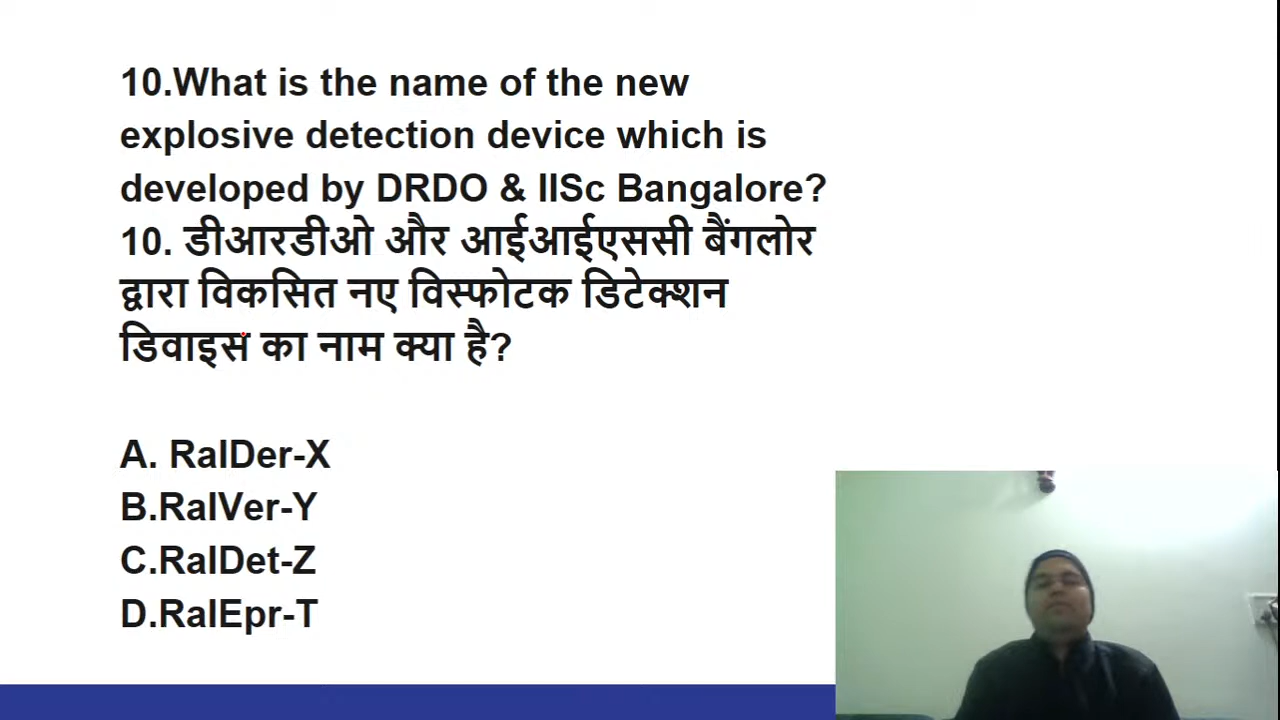 10.What is the name of the new
explosive detection device which is
developed by DRDO & IISc Bangalore?
10. डीआरडीओ और आईआईएससी बैंगलोर
द्वारा विकसित नए विस्फोटक डिटेक्शन
डिवाइस का नाम क्या है?
A. RaIDer-X
B.RaIVer-Y
C.RaIDet-Z
D.RaIEpr-T